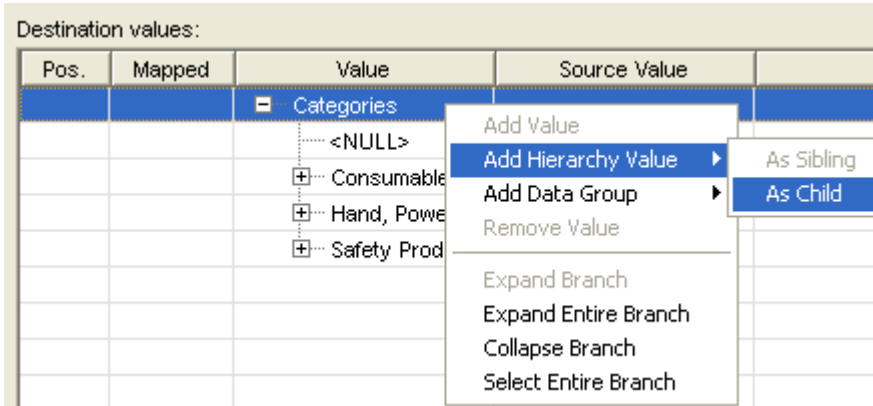 Destination values:
Pos. Mapped Value Source Value
Categories
<NULL>
Consumable
Hand, Powe
Safety Prod
Add Value
Add Hierarchy Value
Add Data Group
Remove Value
Expand Branch
Expand Entire Branch
Collapse Branch
Select Entire Branch
As Sibling
As Child